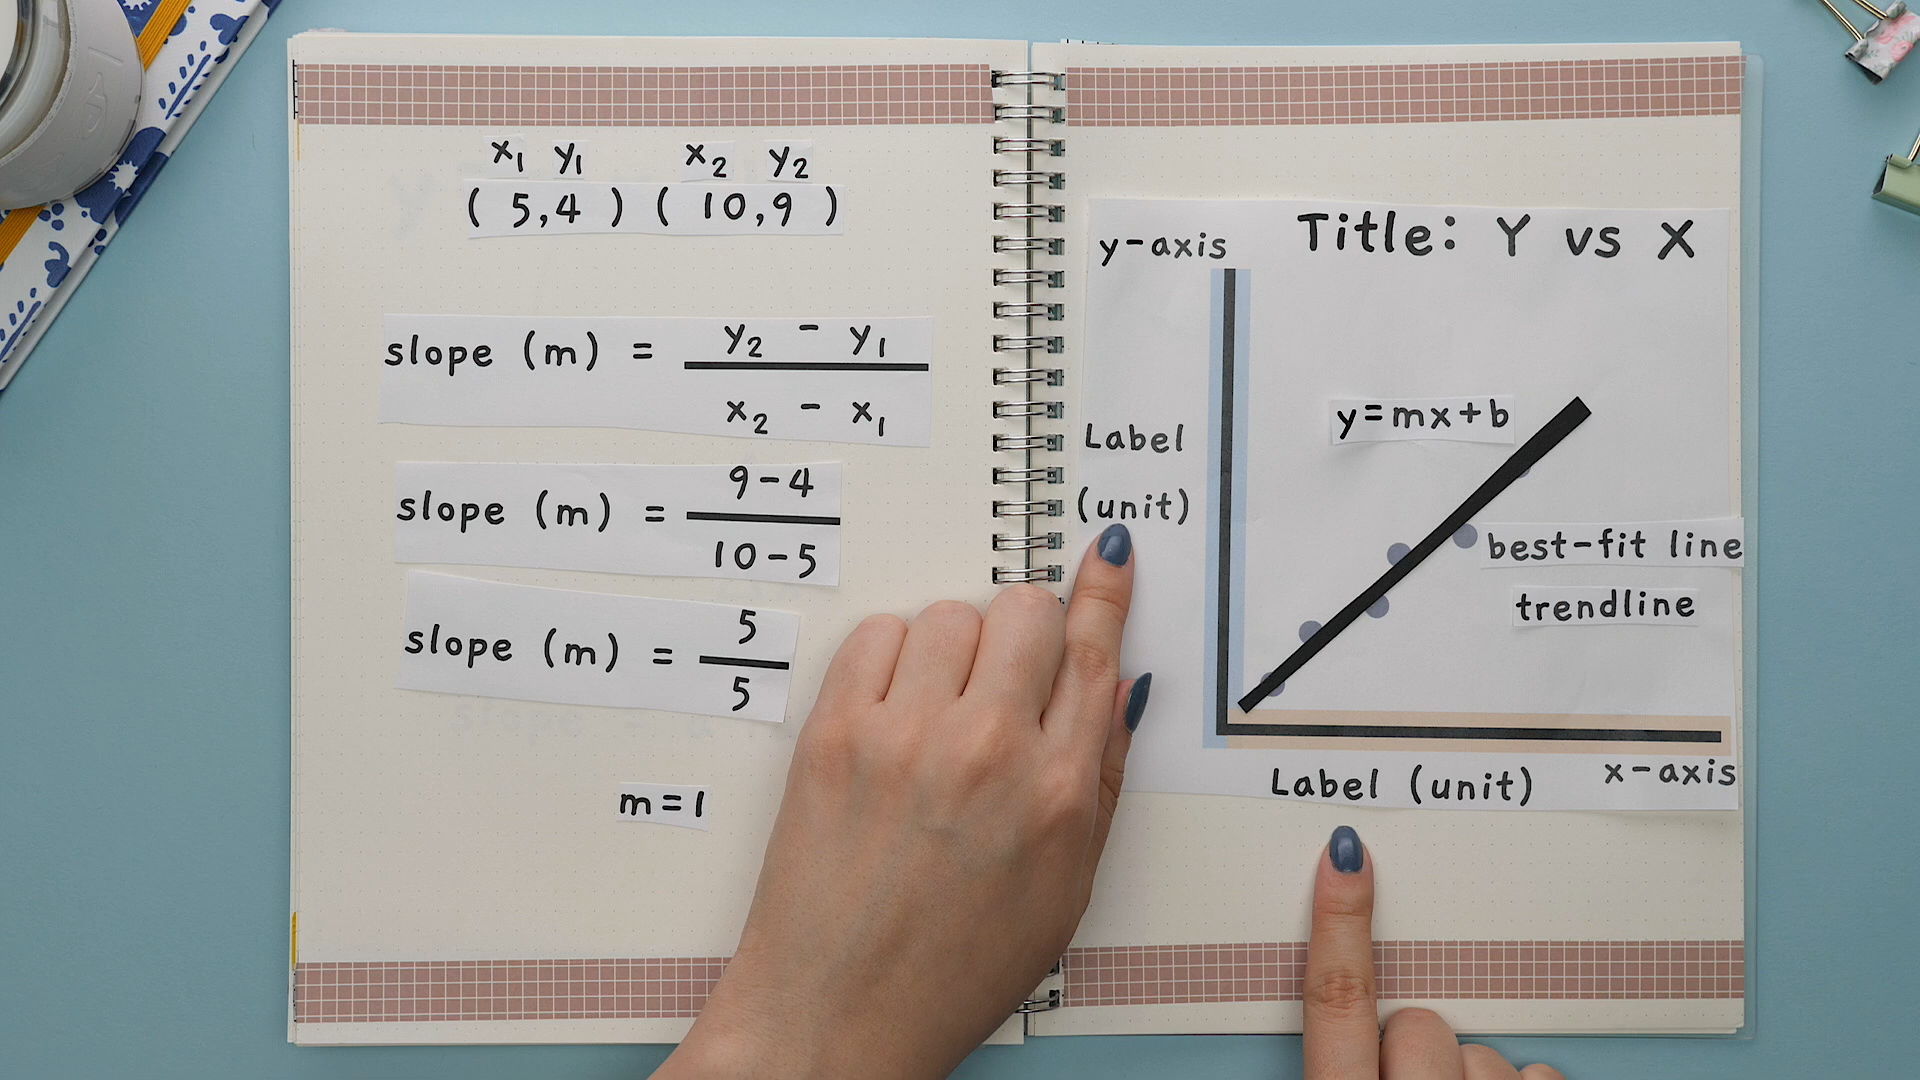 x1 y1 x2 y2
( 5,4 ) ( 10,9 )
slope (m) = y2 - y1
x2 - x1
slope (m) = 9-4
10-5
slope (m) = 5
5
m=1
Title: Y vs X
y-axis
y=mx+b
Label
(unit)
best-fit line
trendline
Label (unit)
x-axis